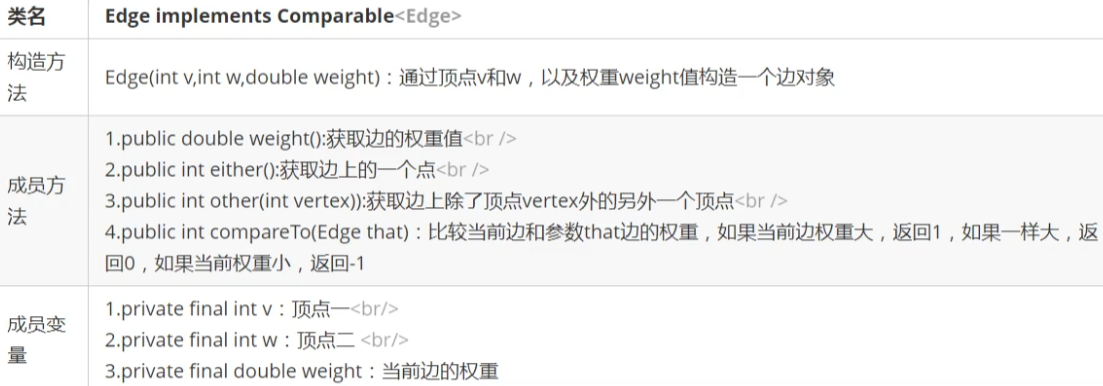 类名 Edge implements Comparable<Edge>
构造方法 Edge(int v,int w,double weight)：通过顶点v和w，以及权重weight值构造一个边对象
成员方法
1.public double weight():获取边的权重值<br />
2.public int either():获取边上的一个点<br />
3.public int other(int vertex)):获取边上除了顶点vertex外的另外一个顶点<br />
4.public int compareTo(Edge that)：比较当前边和参数that边的权重，如果当前边权重大，返回1，如果一样大，返
回0，如果当前权重小，返回-1
成员变量
1.private final int v：顶点一<br/>
2.private final int w：顶点二 <br/>
3.private final double weight：当前边的权重